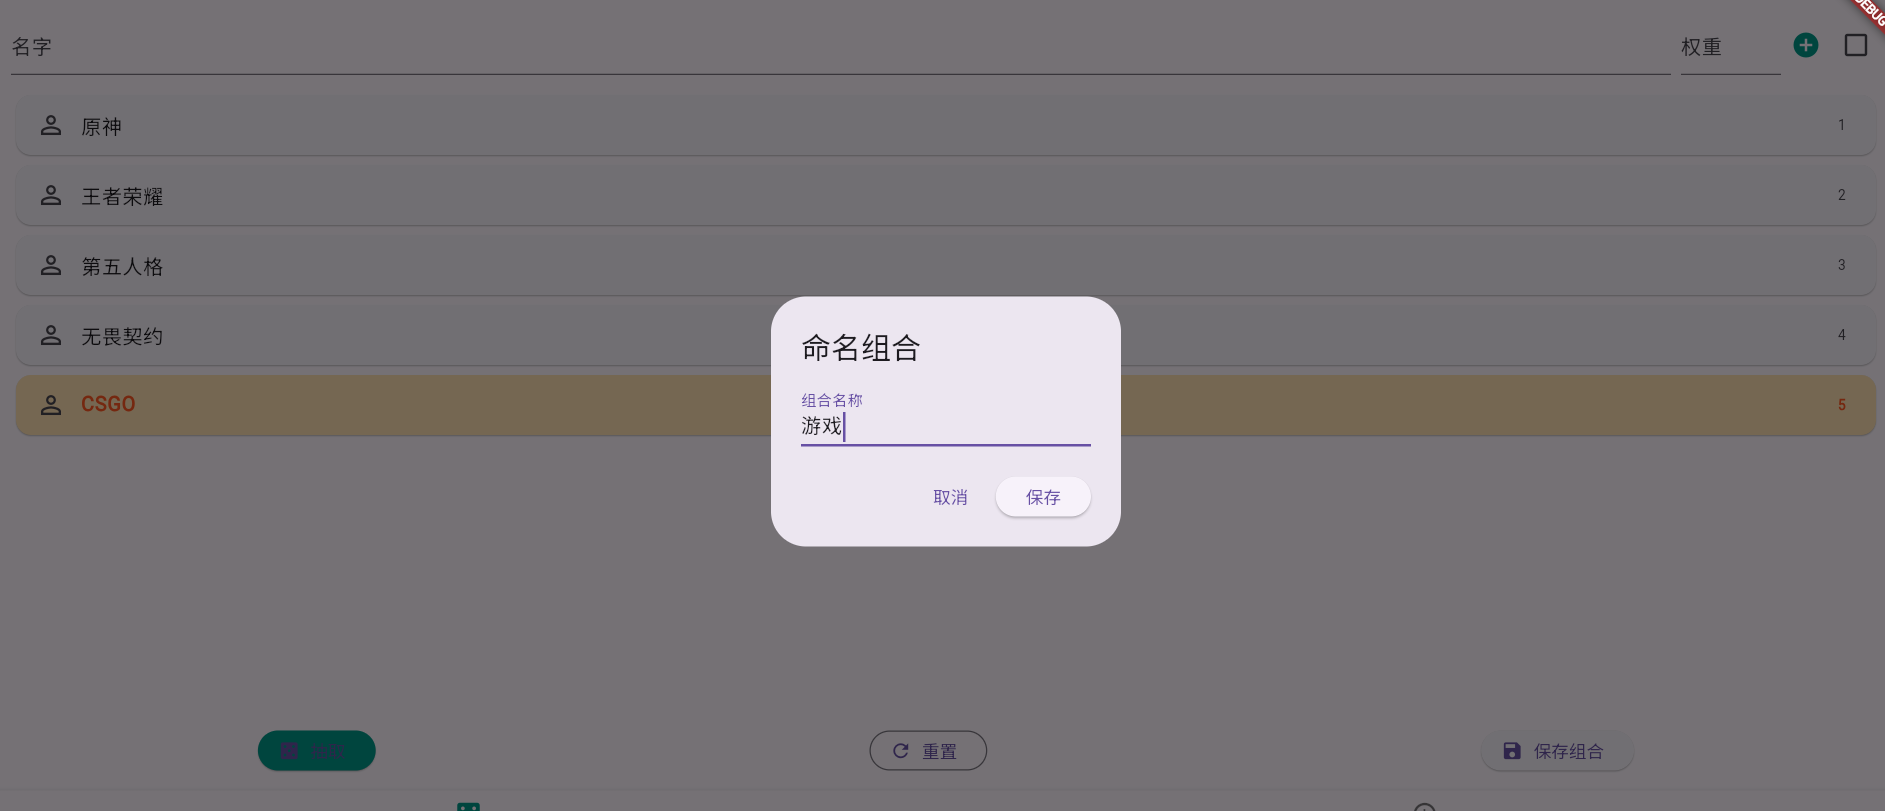 DEBUG
名字 权重
原神 1
王者荣耀 2
第五人格 3
无畏契约 4
CSGO 5
命名组合
组合名称
游戏
取消 保存
抽取 重置 保存组合